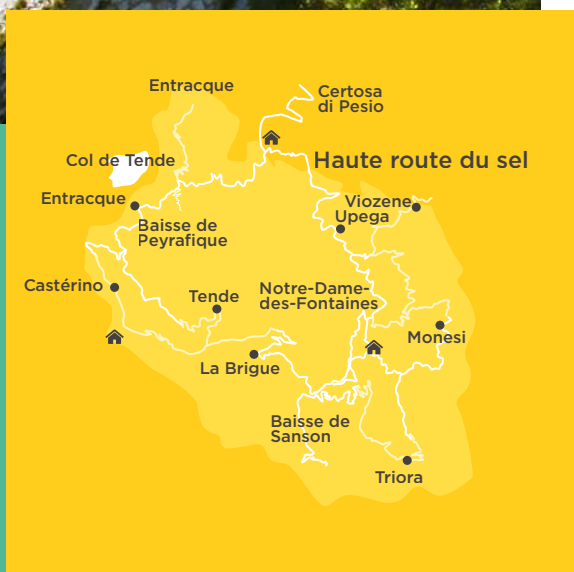 Entracque
Certosa
di Pesio
Col de Tende
Haute route du sel
Entracque
Viozene
Upega
Baisse de
Peyrafique
Castérino
Tende
Notre-Dame-
des-Fontaines
Monesi
La Brigue
Baisse de
Sanson
Triora